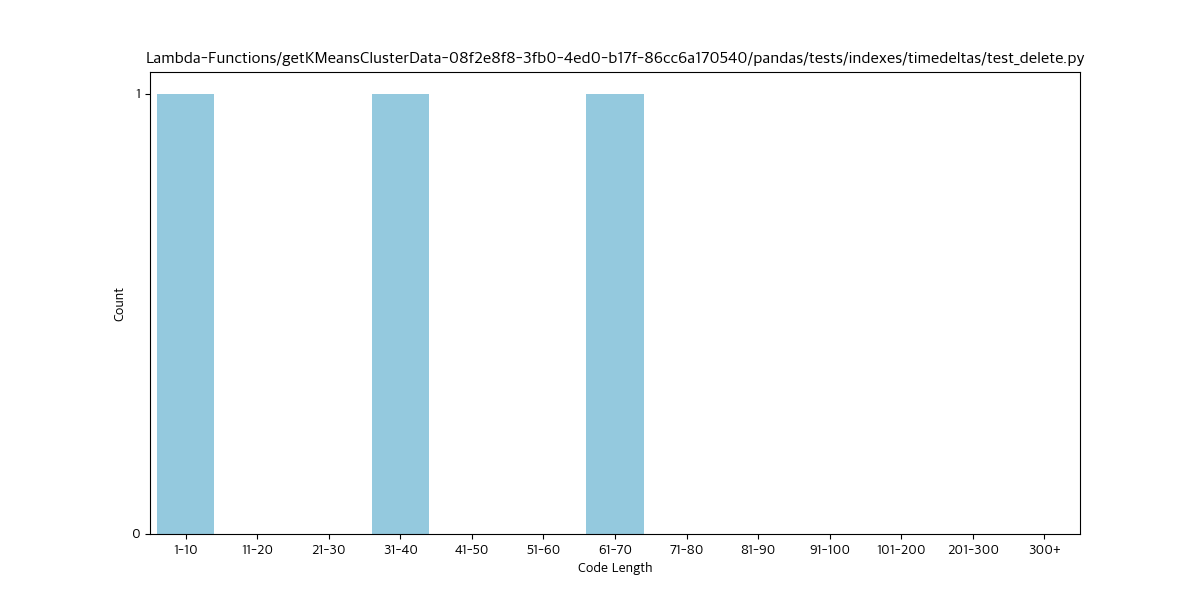 Lambda-Functions/getKMeansClusterData-08f2e8f8-3fb0-4ed0-b17f-86cc6a170540/pandas/tests/indexes/timedeltas/test_delete.py
1
Count
0
1-10 11-20 21-30 31-40 41-50 51-60 61-70 71-80 81-90 91-100 101-200 201-300 300+
Code Length